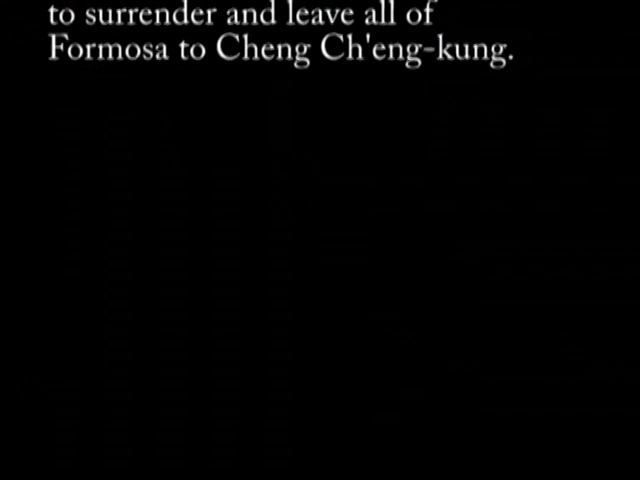 to surrender and leave all of
Formosa to Cheng Ch'eng-kung.